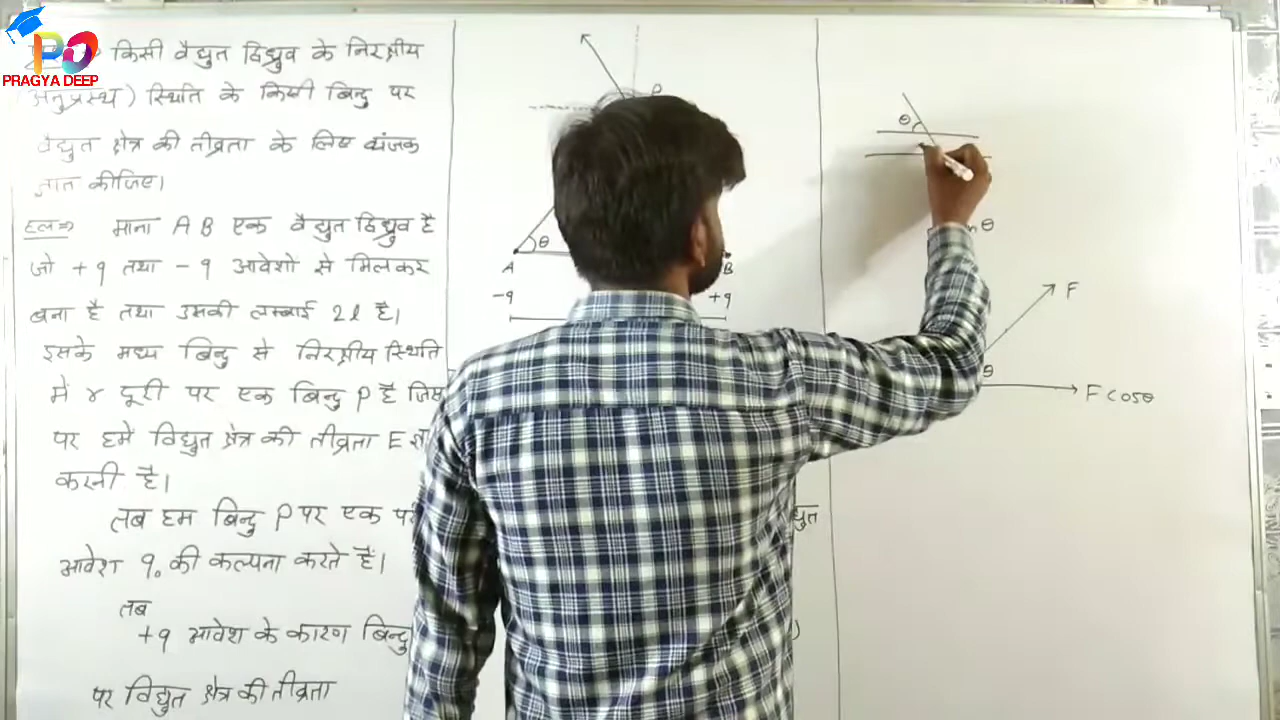 PRAGYA DEEP
किसी वैद्युत द्विध्रुव के निरक्षीय
अनुप्रस्थ) स्थिति के किसी बिन्दु पर
वैद्युत क्षेत्र की तीव्रता के लिए व्यंजक
ज्ञात कीजिए।
हल⇒ माना A B एक वैद्युत द्विध्रुव है
जो +q तथा -q आवेशो से मिलकर
बना है तथा उसकी लम्बाई 2l है।
इसके मध्य बिन्दु से निरक्षीय स्थिति
में r दूरी पर एक बिन्दु P है जिस
पर हमें विद्युत क्षेत्र की तीव्रता E
करनी है।
तब हम बिन्दु P पर एक
आवेश q₀ की कल्पना करते हैं।
तब
+q आवेश के कारण बिन्दु
पर विद्युत क्षेत्र की तीव्रता
P
θ
A
B
-q
+q
θ
θ
F
θ
F cosθ